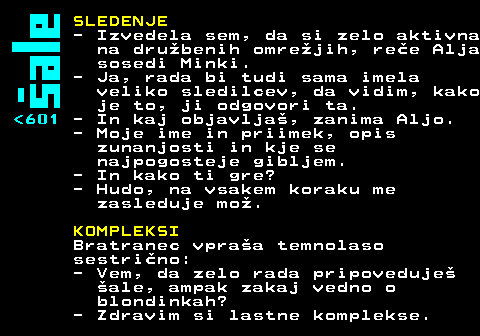 šale
<601
SLEDENJE
- Izvedela sem, da si zelo aktivna
na družbenih omrežjih, reče Alja
sosedi Minki.
- Ja, rada bi tudi sama imela
veliko sledilcev, da vidim, kako
je to, ji odgovori ta.
- In kaj objavljaš, zanima Aljo.
- Moje ime in priimek, opis
zunanjosti in kje se
najpogosteje gibljem.
- In kako ti gre?
- Hudo, na vsakem koraku me
zasleduje mož.
KOMPLEKSI
Bratranec vpraša temnolaso
sestrično:
- Vem, da zelo rada pripoveduješ
šale, ampak zakaj vedno o
blondinkah?
- Zdravim si lastne komplekse.